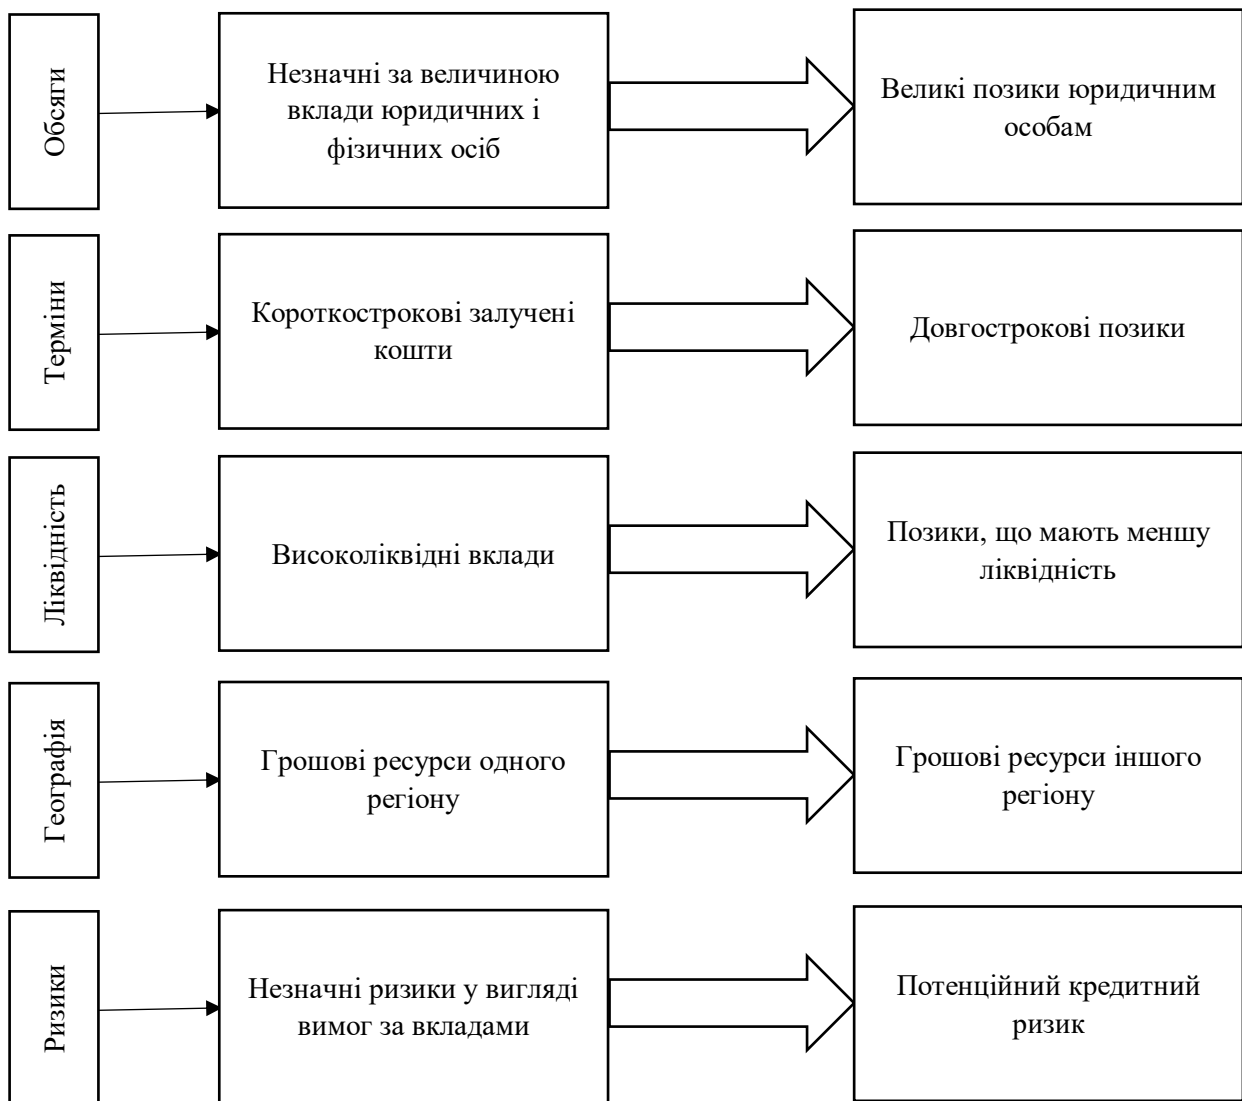 Обсяги
Незначні за величиною
вклади юридичних і
фізичних осіб
Великі позики юридичним
особам
Терміни
Короткострокові залучені
кошти
Довгострокові позики
Ліквідність
Високоліквідні вклади
Позики, що мають меншу
ліквідність
Географія
Грошові ресурси одного
регіону
Грошові ресурси іншого
регіону
Ризики
Незначні ризики у вигляді
вимог за вкладами
Потенційний кредитний
ризик